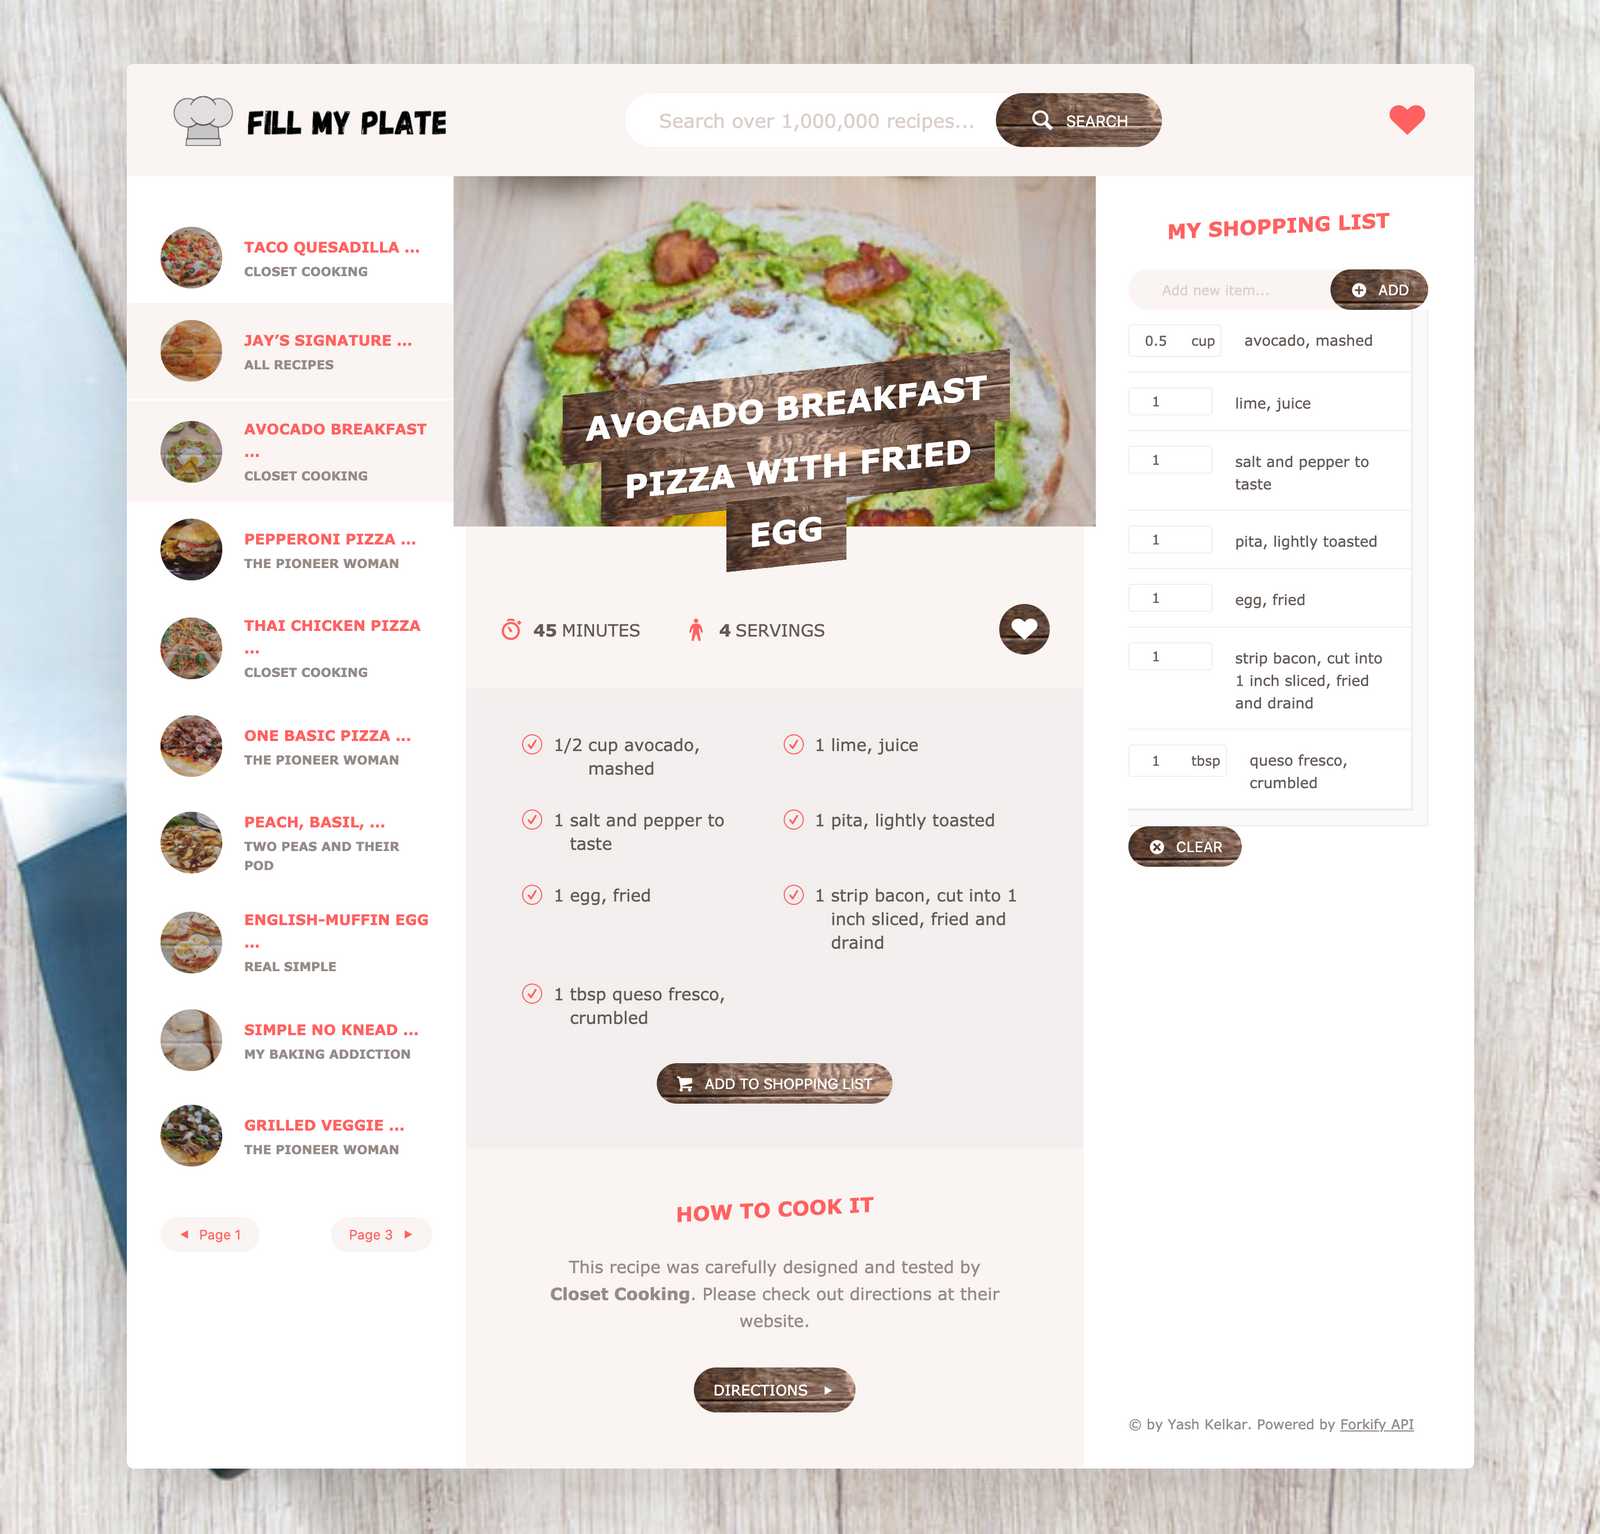 FILL MY PLATE
Search over 1,000,000 recipes...
SEARCH
TACO QUESADILLA ...
CLOSET COOKING
JAY’S SIGNATURE ...
ALL RECIPES
AVOCADO BREAKFAST
...
CLOSET COOKING
PEPPERONI PIZZA ...
THE PIONEER WOMAN
THAI CHICKEN PIZZA
...
CLOSET COOKING
ONE BASIC PIZZA ...
THE PIONEER WOMAN
PEACH, BASIL, ...
TWO PEAS AND THEIR
POD
ENGLISH-MUFFIN EGG
...
REAL SIMPLE
SIMPLE NO KNEAD ...
MY BAKING ADDICTION
GRILLED VEGGIE ...
THE PIONEER WOMAN
Page 1
Page 3
AVOCADO BREAKFAST
PIZZA WITH FRIED
EGG
45 MINUTES
4 SERVINGS
1/2 cup avocado,
mashed
1 lime, juice
1 salt and pepper to
taste
1 pita, lightly toasted
1 egg, fried
1 strip bacon, cut into 1
inch sliced, fried and
draind
1 tbsp queso fresco,
crumbled
ADD TO SHOPPING LIST
HOW TO COOK IT
This recipe was carefully designed and tested by
Closet Cooking. Please check out directions at their
website.
DIRECTIONS
MY SHOPPING LIST
Add new item...
ADD
0.5 cup avocado, mashed
1 lime, juice
1 salt and pepper to
taste
1 pita, lightly toasted
1 egg, fried
1 strip bacon, cut into
1 inch sliced, fried
and draind
1 tbsp queso fresco,
crumbled
CLEAR
© by Yash Kelkar. Powered by Forkify API